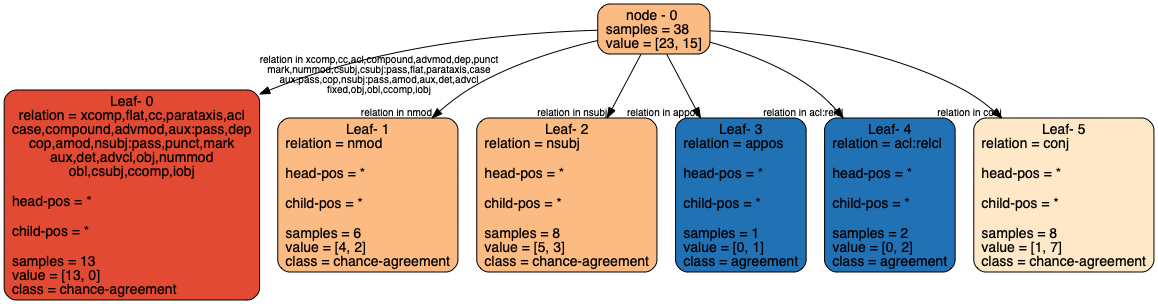 node - 0
samples = 38
value = [23, 15]
relation in xcomp,cc,acl,compound,advmod,dep,punct
mark,nummod,csubj,csubj:pass,flat,parataxis,case
aux:pass,cop,nsubj:pass,amod,aux,det,advcl
fixed,obj,obl,ccomp,iobj
relation in nmod
relation in nsubj
relation in appos
relation in acl:relcl
relation in conj
Leaf- 0
relation = xcomp,flat,cc,parataxis,acl
case,compound,advmod,aux:pass,dep
cop,amod,nsubj:pass,punct,mark
aux,det,advcl,obj,nummod
obl,csubj,ccomp,iobj
head-pos = *
child-pos = *
samples = 13
value = [13, 0]
class = chance-agreement
Leaf- 1
relation = nmod
head-pos = *
child-pos = *
samples = 6
value = [4, 2]
class = chance-agreement
Leaf- 2
relation = nsubj
head-pos = *
child-pos = *
samples = 8
value = [5, 3]
class = chance-agreement
Leaf- 3
relation = appos
head-pos = *
child-pos = *
samples = 1
value = [0, 1]
class = agreement
Leaf- 4
relation = acl:relcl
head-pos = *
child-pos = *
samples = 2
value = [0, 2]
class = agreement
Leaf- 5
relation = conj
head-pos = *
child-pos = *
samples = 8
value = [1, 7]
class = chance-agreement